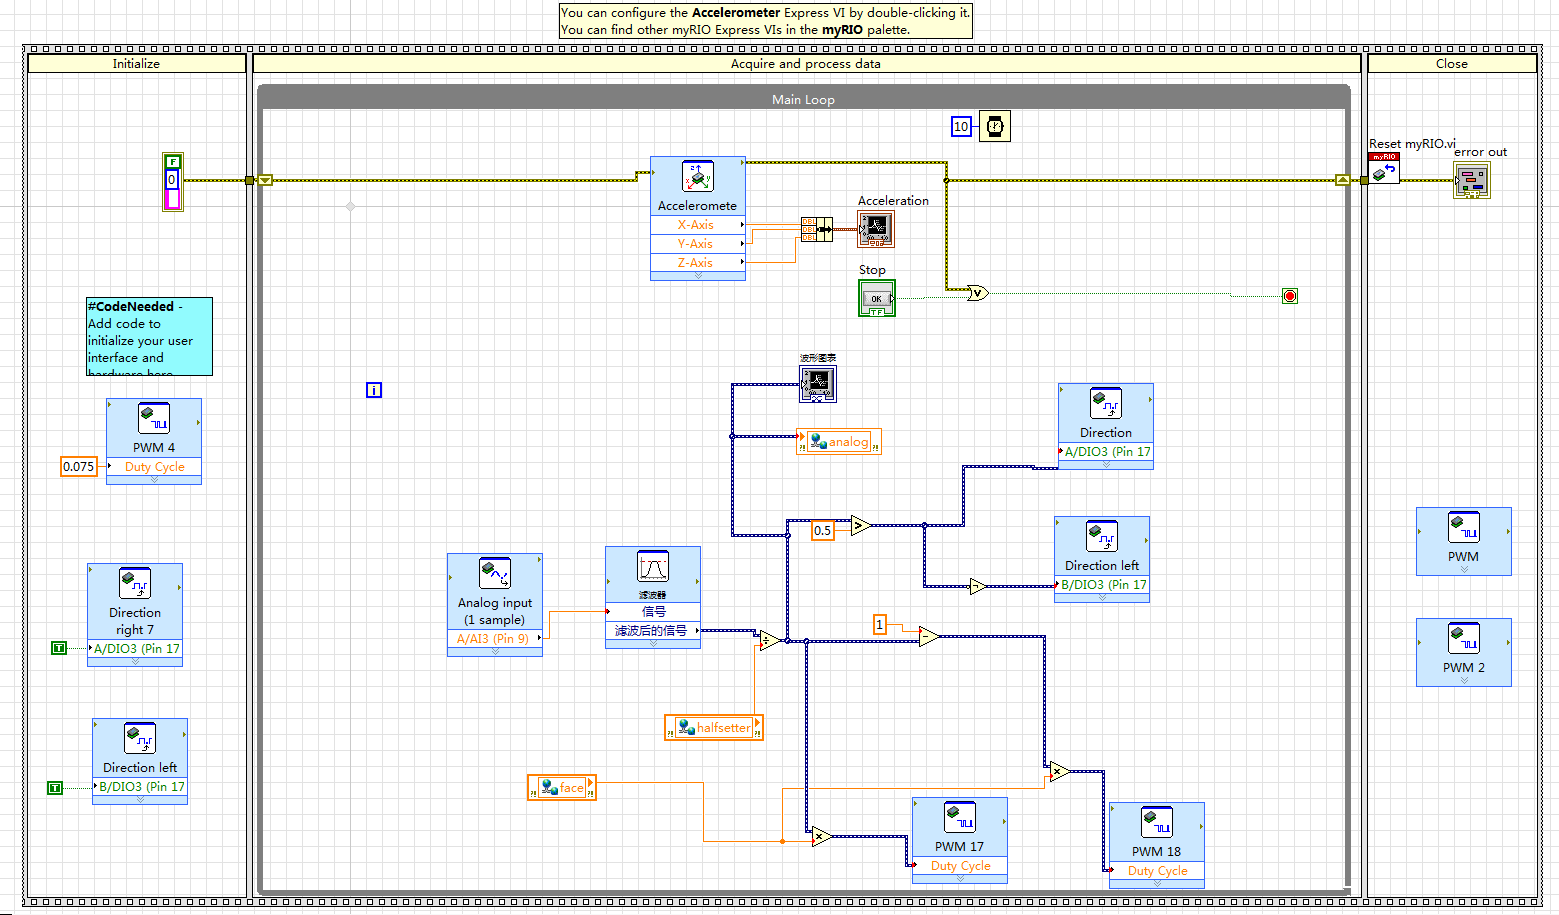 You can configure the Accelerometer Express VI by double-clicking it.
You can find other myRIO Express VIs in the myRIO palette.
Initialize
Acquire and process data
Close
Main Loop
10
Reset myRIO.vi
error out
myRIO
F
0
Acceleromete
X-Axis
Y-Axis
Z-Axis
DBL
DBL
DBL
Acceleration
Stop
OK
TF
#CodeNeeded -
Add code to
initialize your user
interface and
hardware here
i
波形图表
analog
PWM 4
0.075
Duty Cycle
Direction
A/DIO3 (Pin 17
0.5
>
Direction left
B/DIO3 (Pin 17
Analog input
(1 sample)
A/AI3 (Pin 9)
滤波器
信号
滤波后的信号
÷
1
-
PWM
PWM 2
Direction
right 7
T
A/DIO3 (Pin 17
halfsetter
Direction left
T
B/DIO3 (Pin 17
face
x
x
PWM 17
Duty Cycle
PWM 18
Duty Cycle